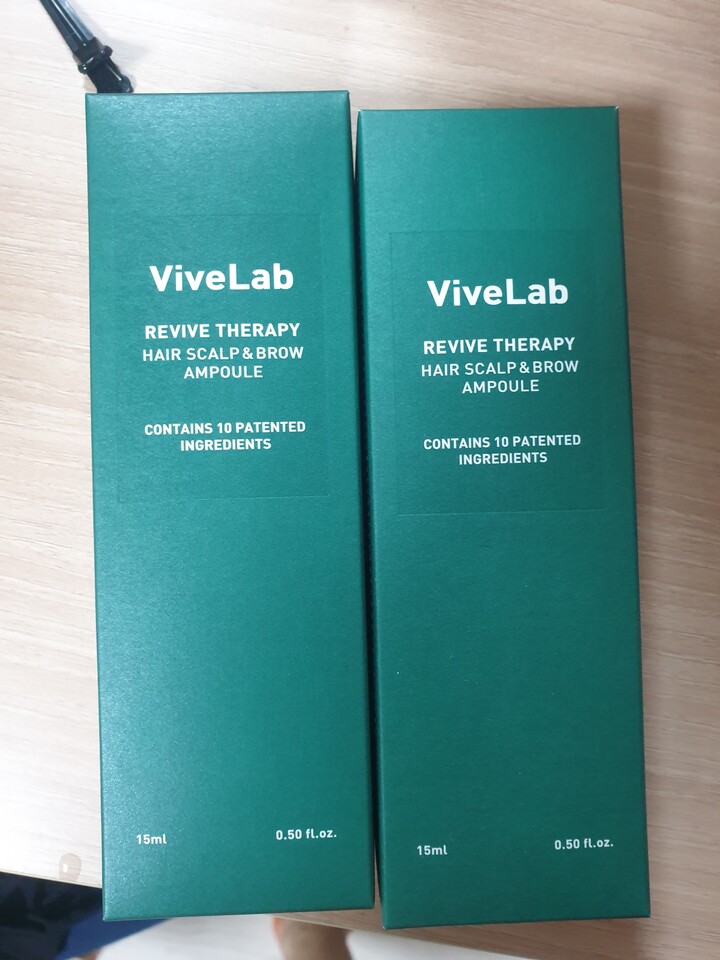 ViveLab
REVIVE THERAPY
HAIR SCALP & BROW
AMPOULE
CONTAINS 10 PATENTED
INGREDIENTS
15ml
0.50 fl.oz.
ViveLab
REVIVE THERAPY
HAIR SCALP & BROW
AMPOULE
CONTAINS 10 PATENTED
INGREDIENTS
15ml
0.50 fl.oz.